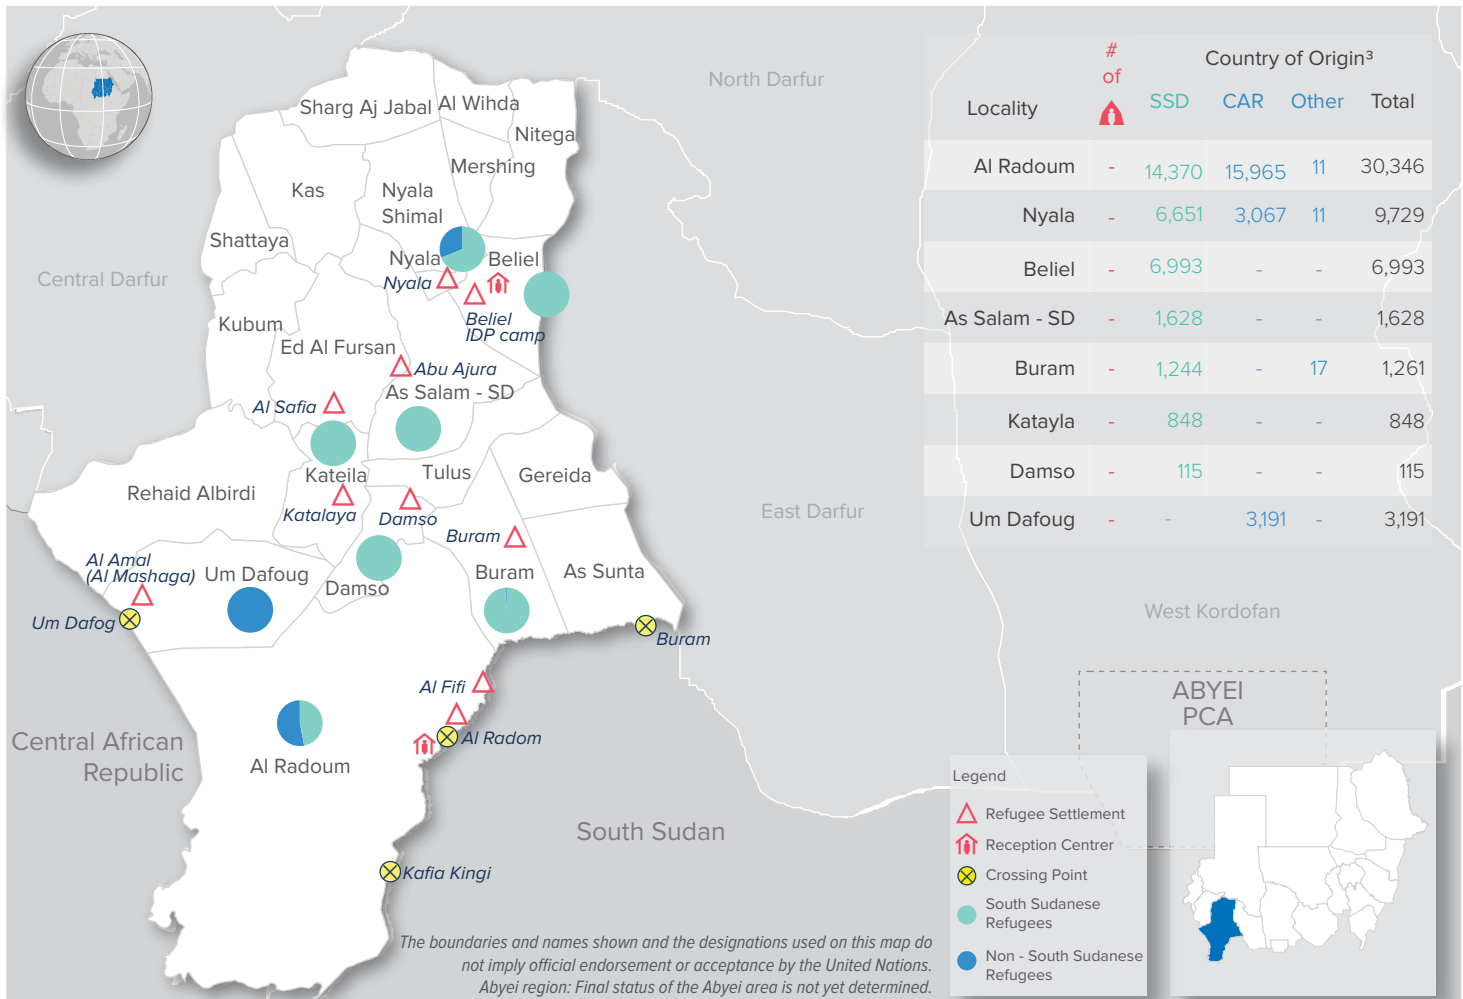 North Darfur
Sharg Aj Jabal
Al Wihda
Nitega
Mershing
Kas
Nyala
Shimal
Shattaya
Nyala
Beliel
Nyala
Central Darfur
Beliel
IDP camp
Kubum
Ed Al Fursan
Abu Ajura
As Salam - SD
Al Safia
Kateila
Tulus
Gereida
Rehaid Albirdi
Katalaya
Damso
East Darfur
Buram
Al Amal
(Al Mashaga)
Um Dafoug
Damso
Buram
As Sunta
Um Dafog
Buram
West Kordofan
Al Fifi
Al Radom
Central African
Republic
Al Radoum
South Sudan
Kafia Kingi
ABYEI
PCA
# of Country of Origin³
Locality SSD CAR Other Total
Al Radoum - 14,370 15,965 11 30,346
Nyala - 6,651 3,067 11 9,729
Beliel - 6,993 - - 6,993
As Salam - SD - 1,628 - - 1,628
Buram - 1,244 - 17 1,261
Katayla - 848 - - 848
Damso - 115 - - 115
Um Dafoug - - 3,191 - 3,191
Legend
Refugee Settlement
Reception Centrer
Crossing Point
South Sudanese
Refugees
Non - South Sudanese
Refugees
The boundaries and names shown and the designations used on this map do
not imply official endorsement or acceptance by the United Nations.
Abyei region: Final status of the Abyei area is not yet determined.